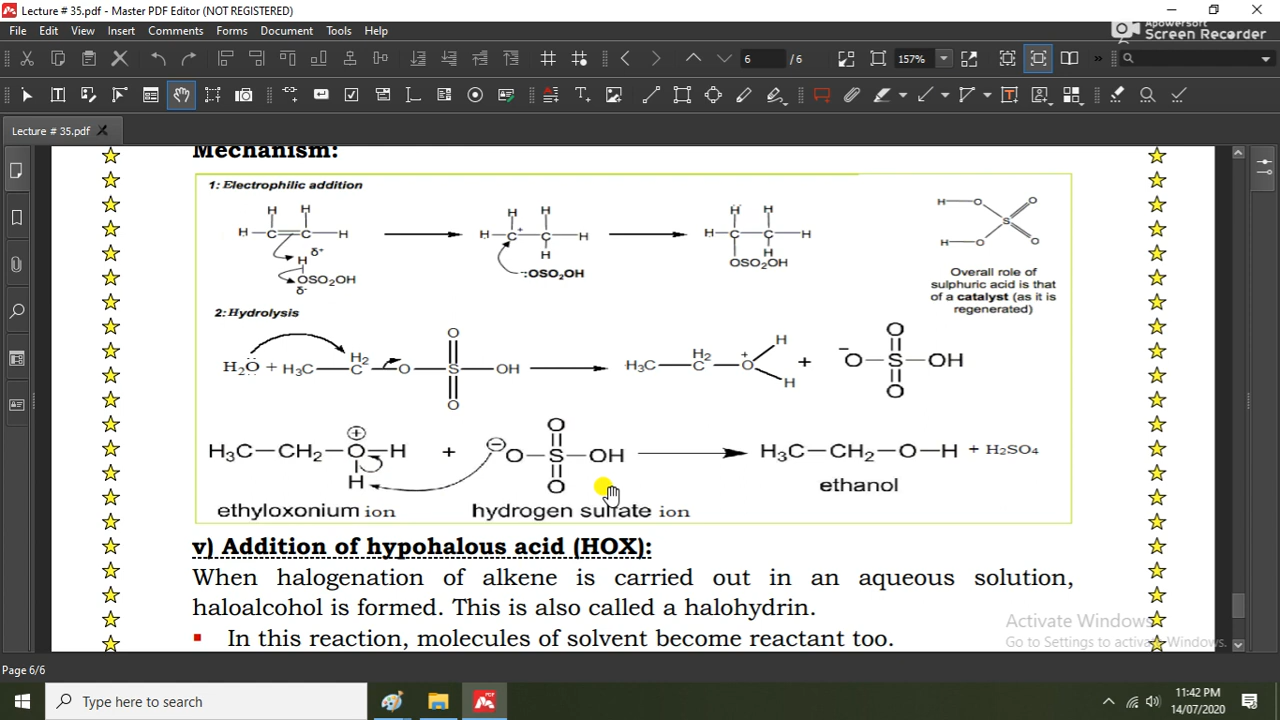 Lecture # 35.pdf - Master PDF Editor (NOT REGISTERED)
File Edit View Insert Comments Forms Document Tools Help
Apowersoft
Screen Recorder
6 / 6
157%
Lecture # 35.pdf
Mechanism:
1: Electrophilic addition
H H
H—C=C—H
H δ+
OSO2OH
δ-
H H
H—C+—C—H
H
:OSO2OH
H H
H—C—C—H
H
OSO2OH
H—O O
S
H—O O
Overall role of
sulphuric acid is that
of a catalyst (as it is
regenerated)
2: Hydrolysis
H2O + H3C—C—O—S—OH
H2
O
O
H3C—C—O
H2
+
H
H
+
-O—S—OH
O
O
H3C—CH2—O—H + O—S—OH H3C—CH2—O—H + H2SO4
H
O
O
ethanol
ethyloxonium ion hydrogen sulfate ion
v) Addition of hypohalous acid (HOX):
When halogenation of alkene is carried out in an aqueous solution,
haloalcohol is formed. This is also called a halohydrin.
▪ In this reaction, molecules of solvent become reactant too.
Activate Windows
Go to Settings to activate Windows.
Page 6/6
Type here to search
11:42 PM
14/07/2020